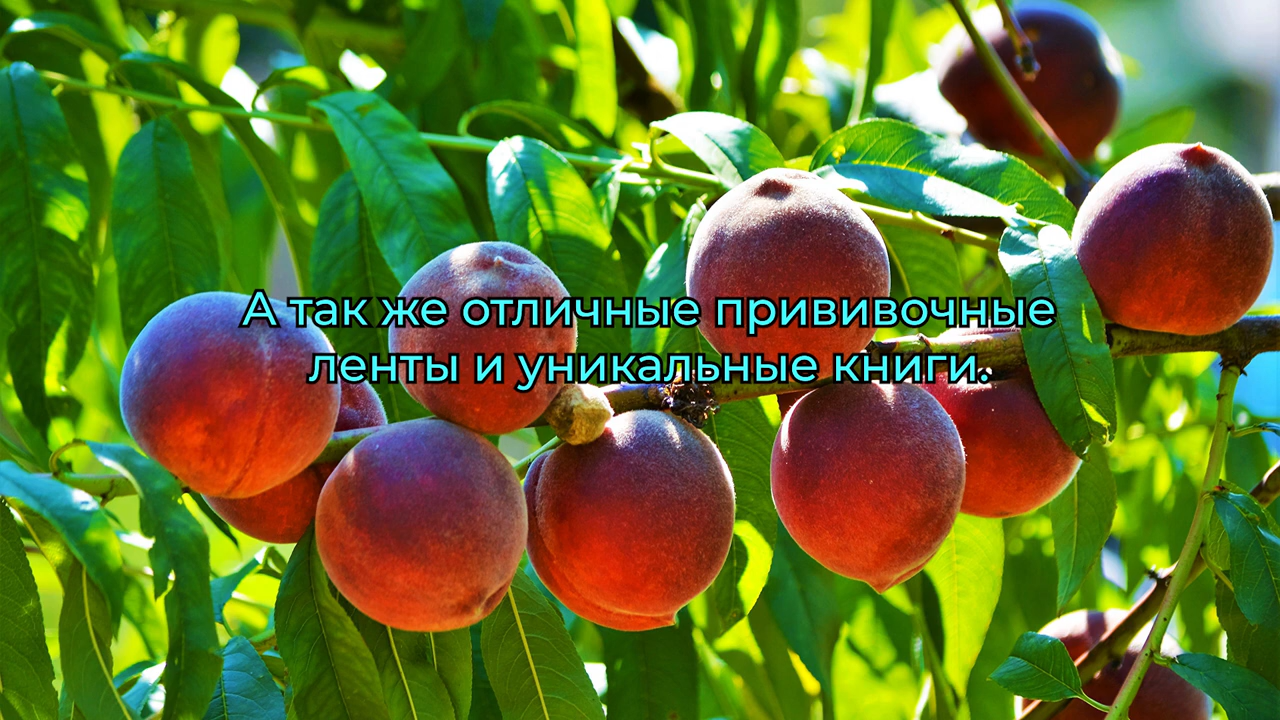 А так же отличные прививочные
ленты и уникальные книги.